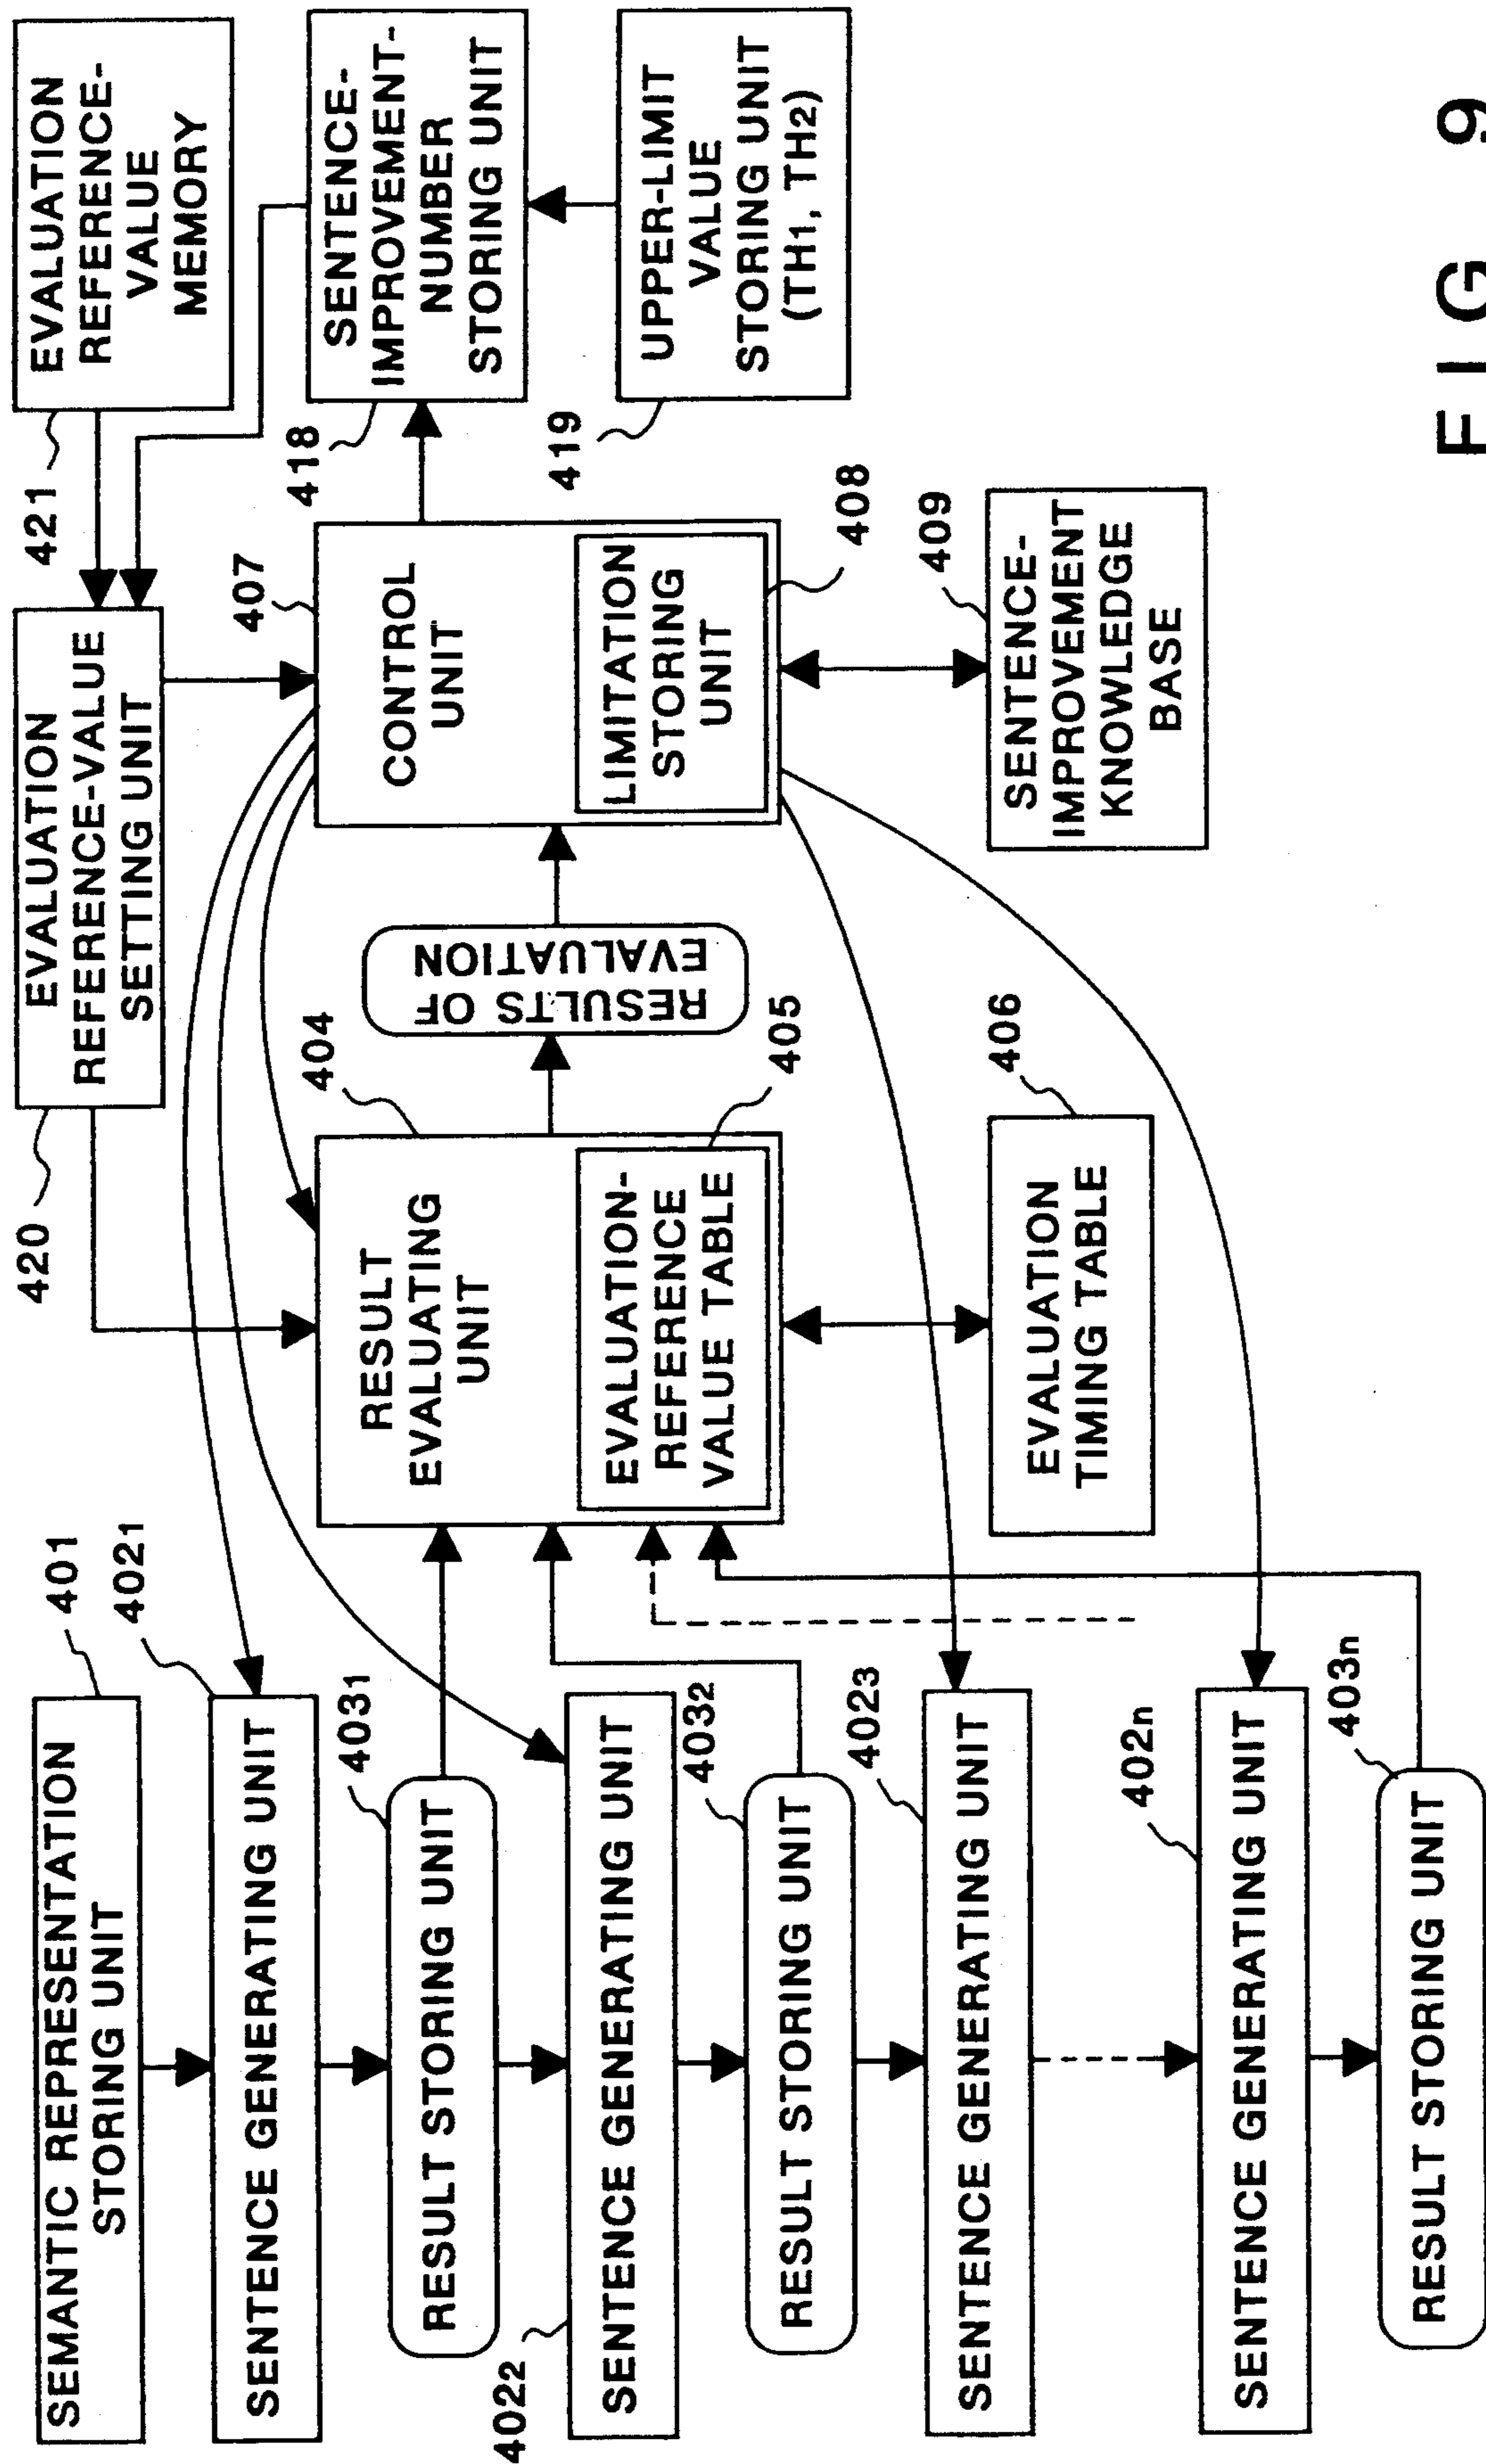 SEMANTIC REPRESENTATION
STORING UNIT
401
SENTENCE GENERATING UNIT
4021
RESULT STORING UNIT
4031
SENTENCE GENERATING UNIT
4022
RESULT STORING UNIT
4032
SENTENCE GENERATING UNIT
4023
SENTENCE GENERATING UNIT
402n
RESULT STORING UNIT
403n
EVALUATION
REFERENCE-VALUE
SETTING UNIT
420
RESULT
EVALUATING
UNIT
404
EVALUATION-
REFERENCE
VALUE TABLE
405
EVALUATION
TIMING TABLE
406
RESULTS OF
EVALUATION
CONTROL
UNIT
407
LIMITATION
STORING
UNIT
408
SENTENCE-
IMPROVEMENT
KNOWLEDGE
BASE
409
EVALUATION
REFERENCE-
VALUE
MEMORY
421
SENTENCE-
IMPROVEMENT-
NUMBER
STORING UNIT
418
UPPER-LIMIT
VALUE
STORING UNIT
(TH1, TH2)
419
FIG. 9